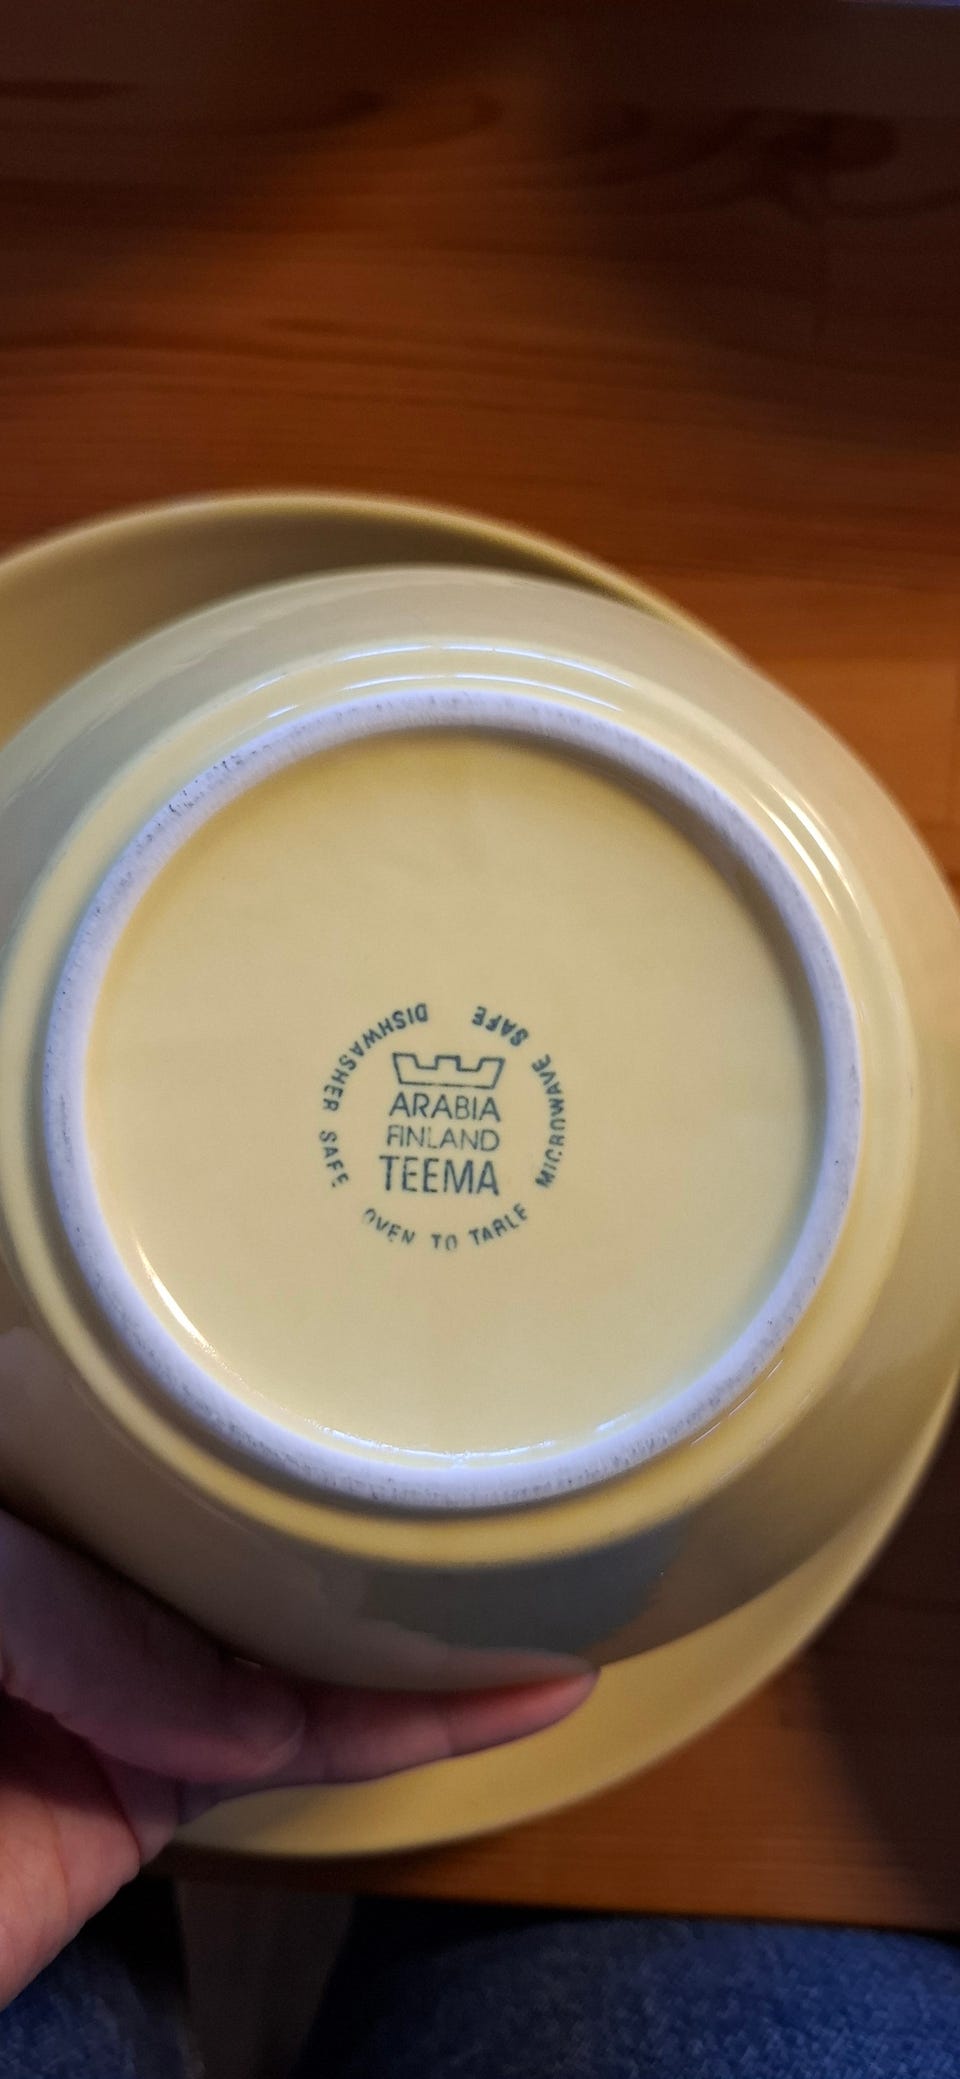 ARABIA
FINLAND
TEEMA
DISHWASHER SAFE
OVEN TO TABLE
MICROWAVE SAFE